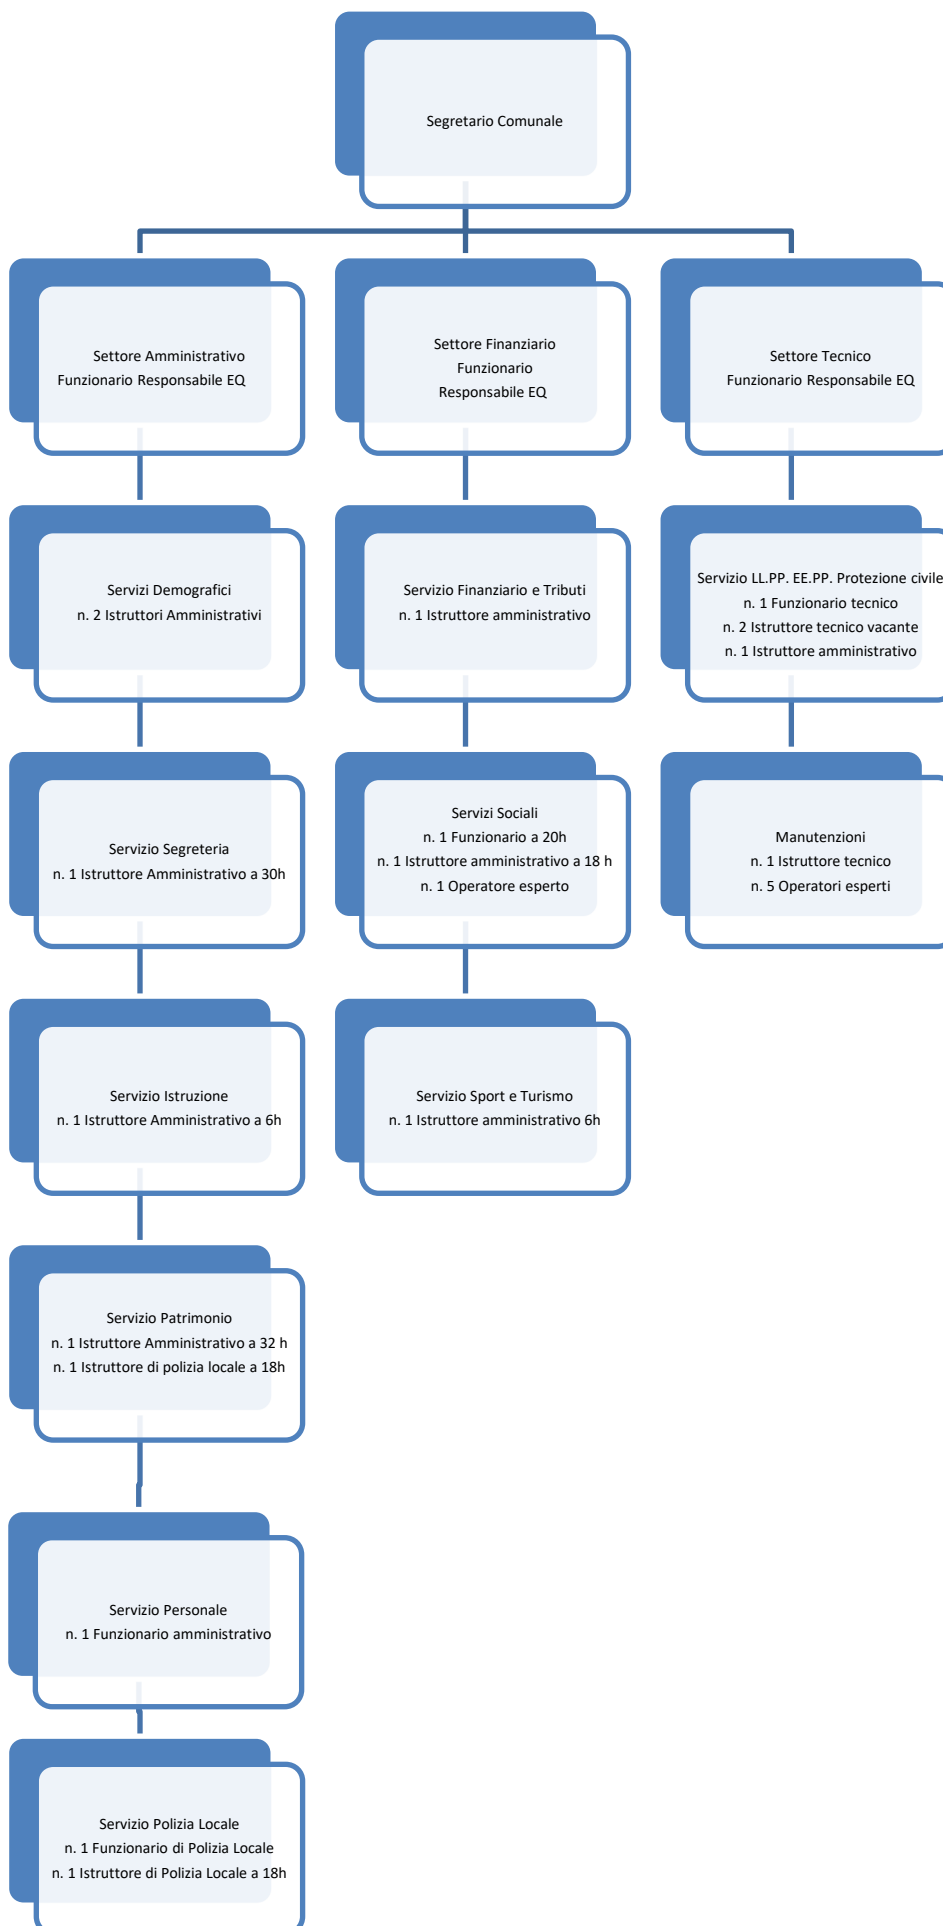 Segretario Comunale
Settore Amministrativo
Funzionario Responsabile EQ
Settore Finanziario
Funzionario
Responsabile EQ
Settore Tecnico
Funzionario Responsabile EQ
Servizi Demografici
n. 2 Istruttori Amministrativi
Servizio Finanziario e Tributi
n. 1 Istruttore amministrativo
Servizio LL.PP. EE.PP. Protezione civile
n. 1 Funzionario tecnico
n. 2 Istruttore tecnico vacante
n. 1 Istruttore amministrativo
Servizio Segreteria
n. 1 Istruttore Amministrativo a 30h
Servizi Sociali
n. 1 Funzionario a 20h
n. 1 Istruttore amministrativo a 18 h
n. 1 Operatore esperto
Manutenzioni
n. 1 Istruttore tecnico
n. 5 Operatori esperti
Servizio Istruzione
n. 1 Istruttore Amministrativo a 6h
Servizio Sport e Turismo
n. 1 Istruttore amministrativo 6h
Servizio Patrimonio
n. 1 Istruttore Amministrativo a 32 h
n. 1 Istruttore di polizia locale a 18h
Servizio Personale
n. 1 Funzionario amministrativo
Servizio Polizia Locale
n. 1 Funzionario di Polizia Locale
n. 1 Istruttore di Polizia Locale a 18h